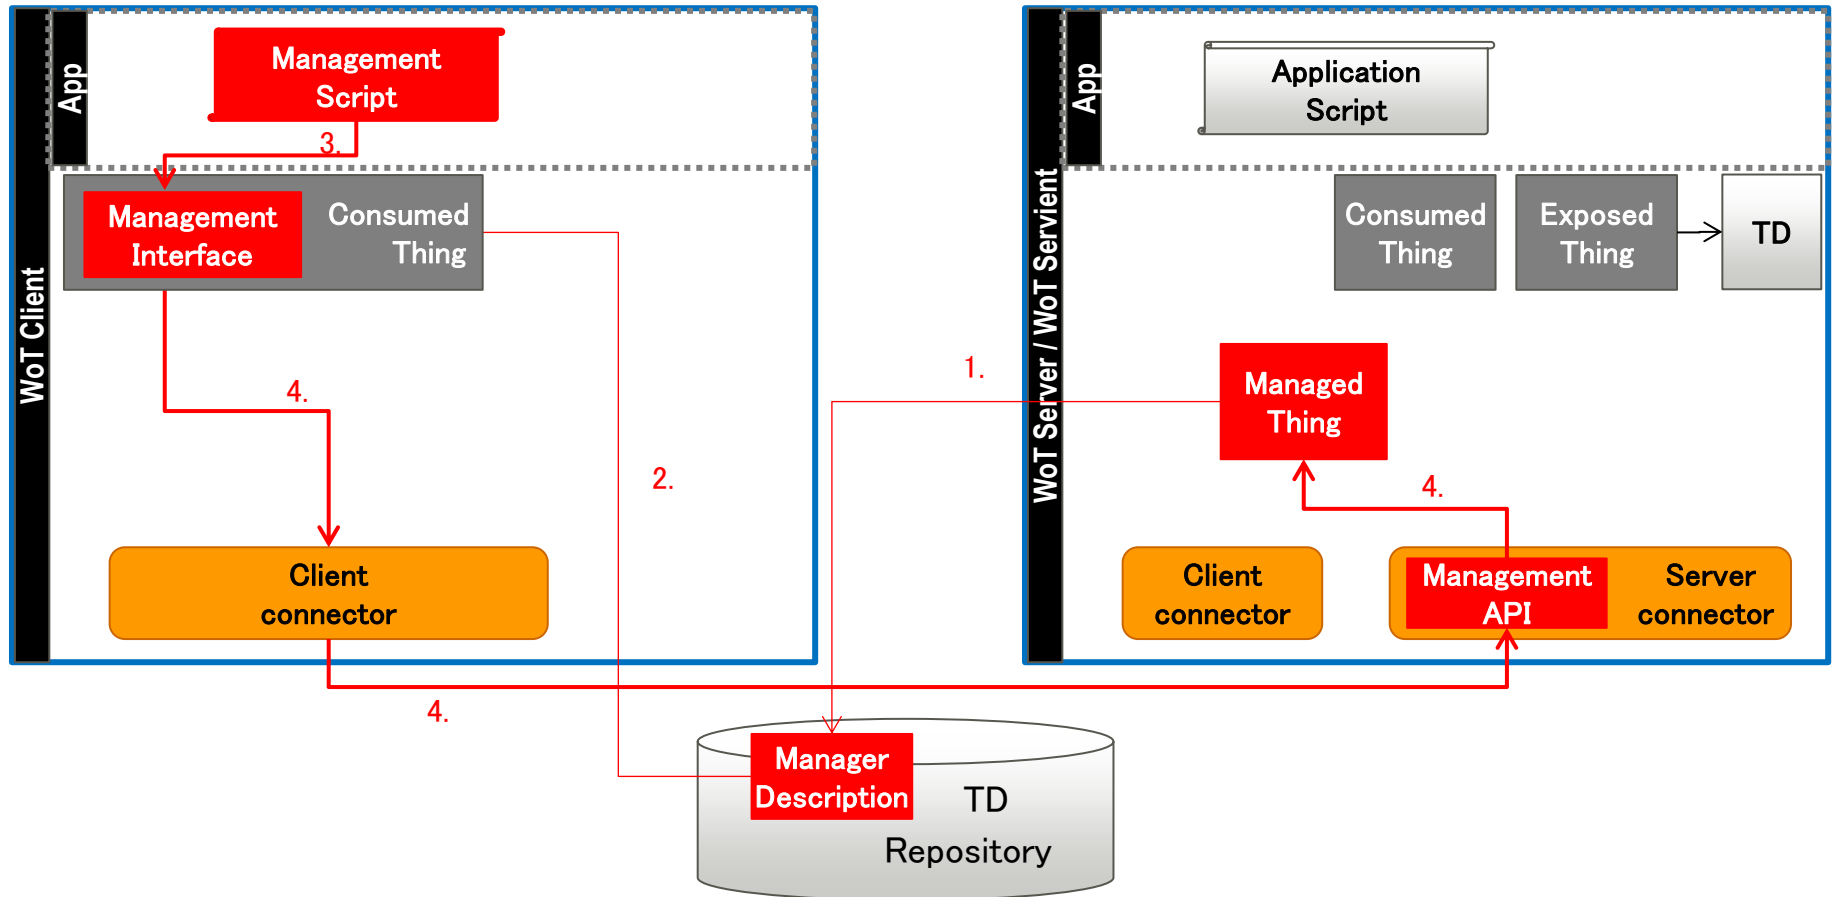 WoT Client
App
Management
Script
3.
Management
Interface
Consumed
Thing
4.
2.
Client
connector
4.
1.
WoT Server / WoT Servient
App
Application
Script
Consumed
Thing
Exposed
Thing
TD
Managed
Thing
4.
Client
connector
Management
API
Server
connector
Manager
Description
TD
Repository